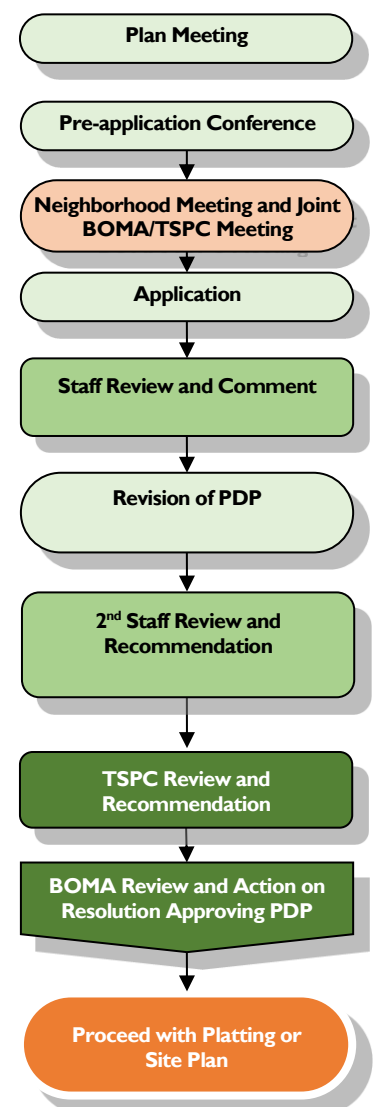 Plan Meeting
Pre-application Conference
Neighborhood Meeting and Joint
BOMA/TSPC Meeting
Application
Staff Review and Comment
Revision of PDP
2nd Staff Review and
Recommendation
TSPC Review and
Recommendation
BOMA Review and Action on
Resolution Approving PDP
Proceed with Platting or
Site Plan